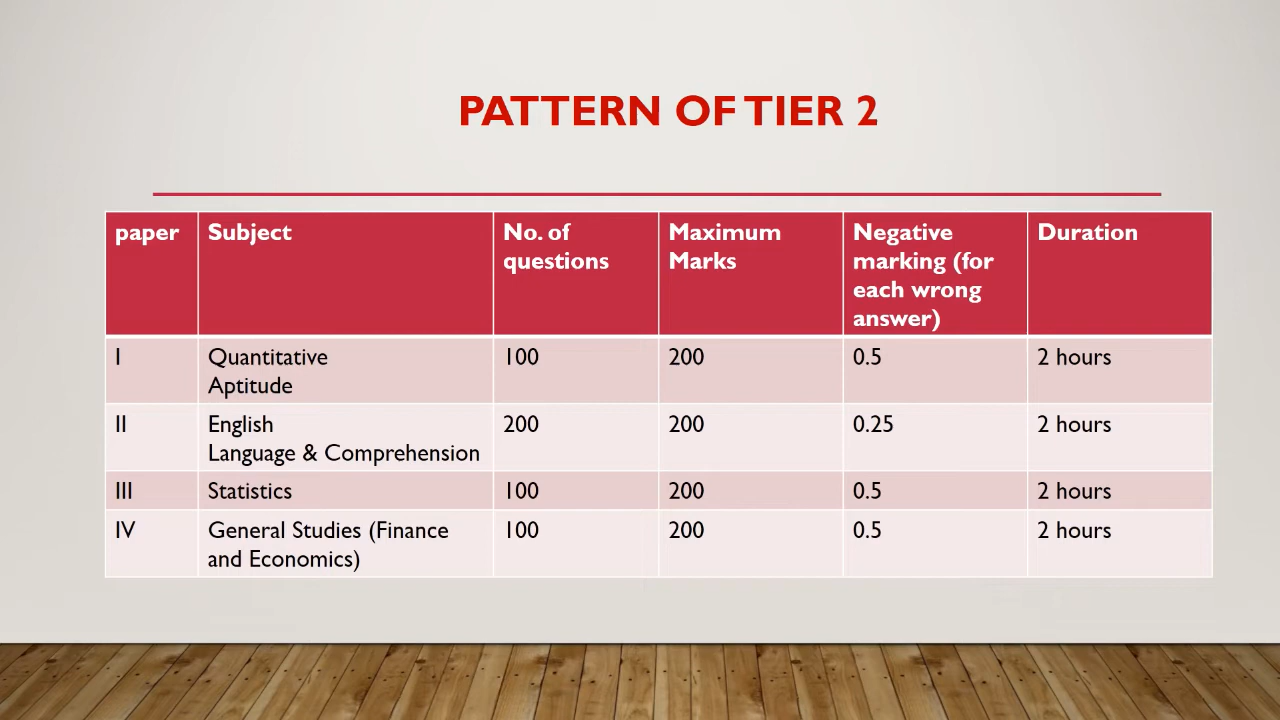 PATTERN OF TIER 2
paper Subject No. of questions Maximum Marks Negative marking (for each wrong answer) Duration
I Quantitative Aptitude 100 200 0.5 2 hours
II English Language & Comprehension 200 200 0.25 2 hours
III Statistics 100 200 0.5 2 hours
IV General Studies (Finance and Economics) 100 200 0.5 2 hours